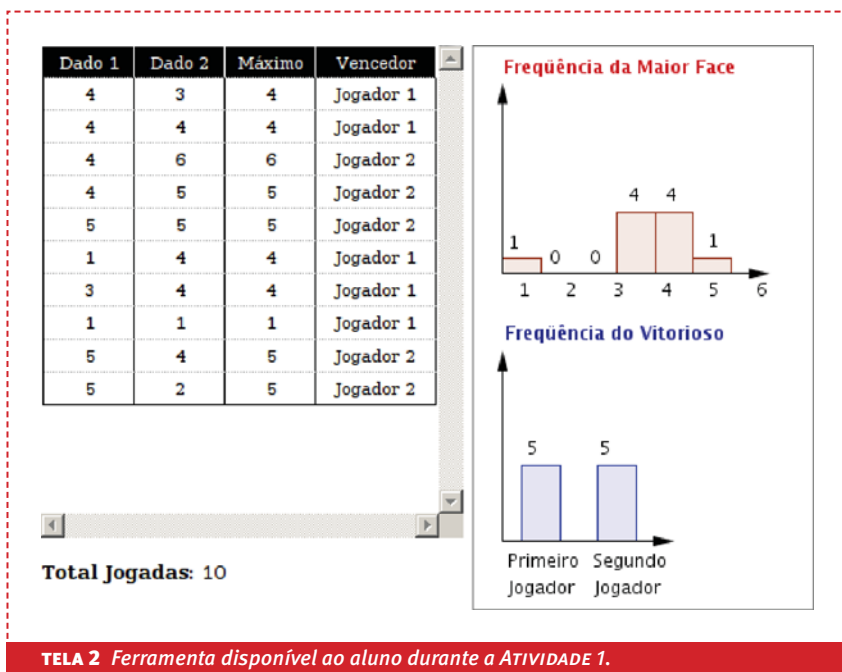 Dado 1 Dado 2 Máximo Vencedor
4 3 4 Jogador 1
4 4 4 Jogador 1
4 6 6 Jogador 2
4 5 5 Jogador 2
5 5 5 Jogador 2
1 4 4 Jogador 1
3 4 4 Jogador 1
1 1 1 Jogador 1
5 4 5 Jogador 2
5 2 5 Jogador 2
Total Jogadas: 10
Freqüência da Maior Face
4 4
1 0 0 1
1 2 3 4 5 6
Freqüência do Vitorioso
5 5
Primeiro Segundo
Jogador Jogador
TELA 2 Ferramenta disponível ao aluno durante a ATIVIDADE 1.